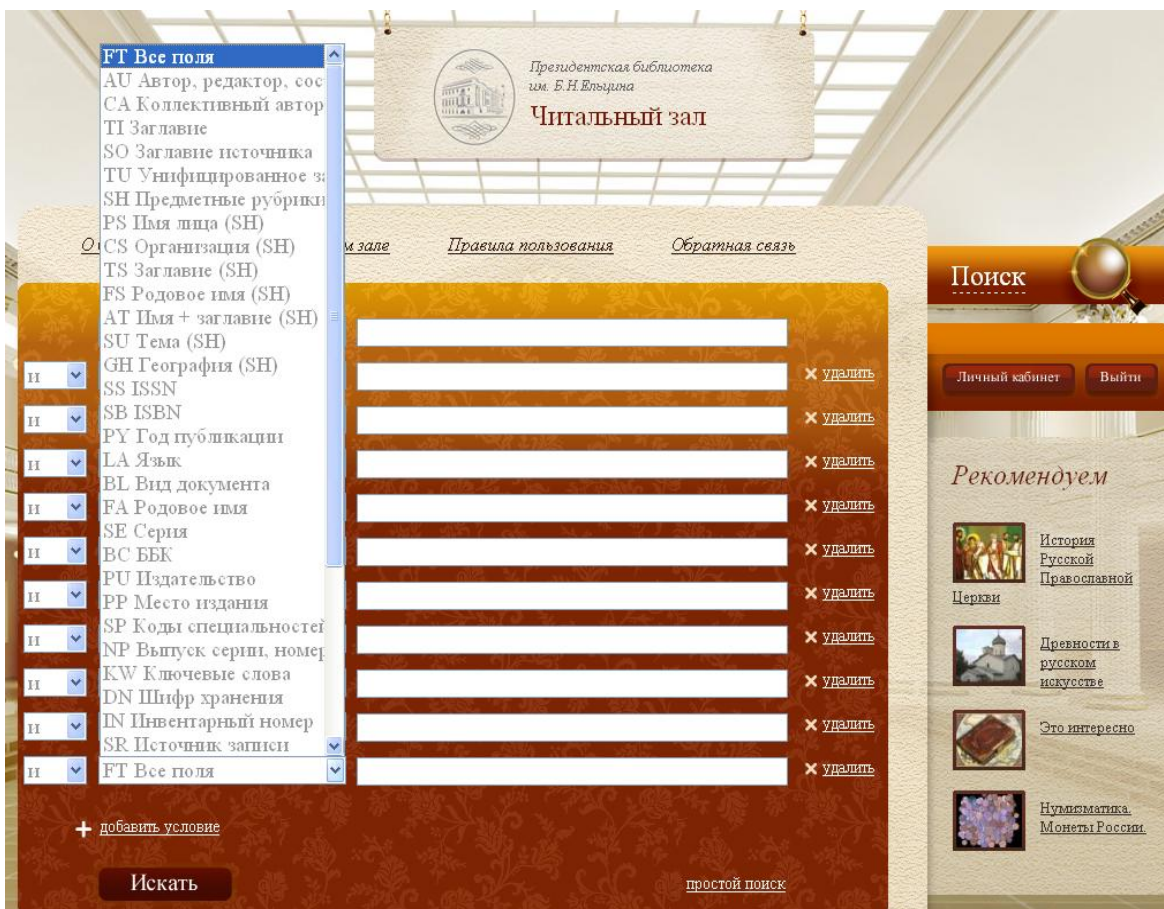 Президентская библиотека
им. Б.Н.Ельцина
Читальный зал
О
м зале
Правила пользования
Обратная связь
FT Все поля
AU Автор, редактор, сос
CA Коллективный автор
TI Заглавие
SO Заглавие источника
TU Унифицированное за
SH Предметные рубрики
PS Имя лица (SH)
CS Организация (SH)
TS Заглавие (SH)
FS Родовое имя (SH)
AT Имя + заглавие (SH)
SU Тема (SH)
GH География (SH)
SS ISSN
SB ISBN
PY Год публикации
LA Язык
BL Вид документа
FA Родовое имя
SE Серия
BC ББК
PU Издательство
PP Место издания
SP Коды специальностей
NP Выпуск серии, номер
KW Ключевые слова
DN Шифр хранения
IN Инвентарный номер
SR Источник записи
и удалить
и удалить
и удалить
и удалить
и удалить
и удалить
и удалить
и удалить
и удалить
и FT Все поля удалить
добавить условие
Искать
простой поиск
Поиск
Личный кабинет
Выйти
Рекомендуем
История
Русской
Православной
Церкви
Древности в
русском
искусстве
Это интересно
Нумизматика.
Монеты России.